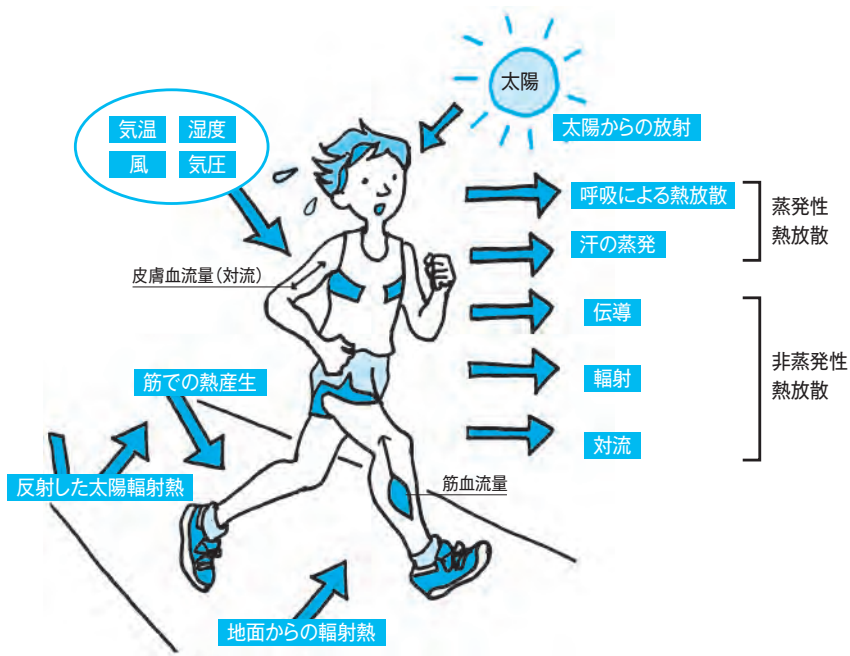 太陽
太陽からの放射
気温 湿度
風 気圧
呼吸による熱放散
汗の蒸発
蒸発性
熱放散
皮膚血流量(対流)
伝導
輻射
対流
非蒸発性
熱放散
筋での熱産生
反射した太陽輻射熱
筋血流量
地面からの輻射熱